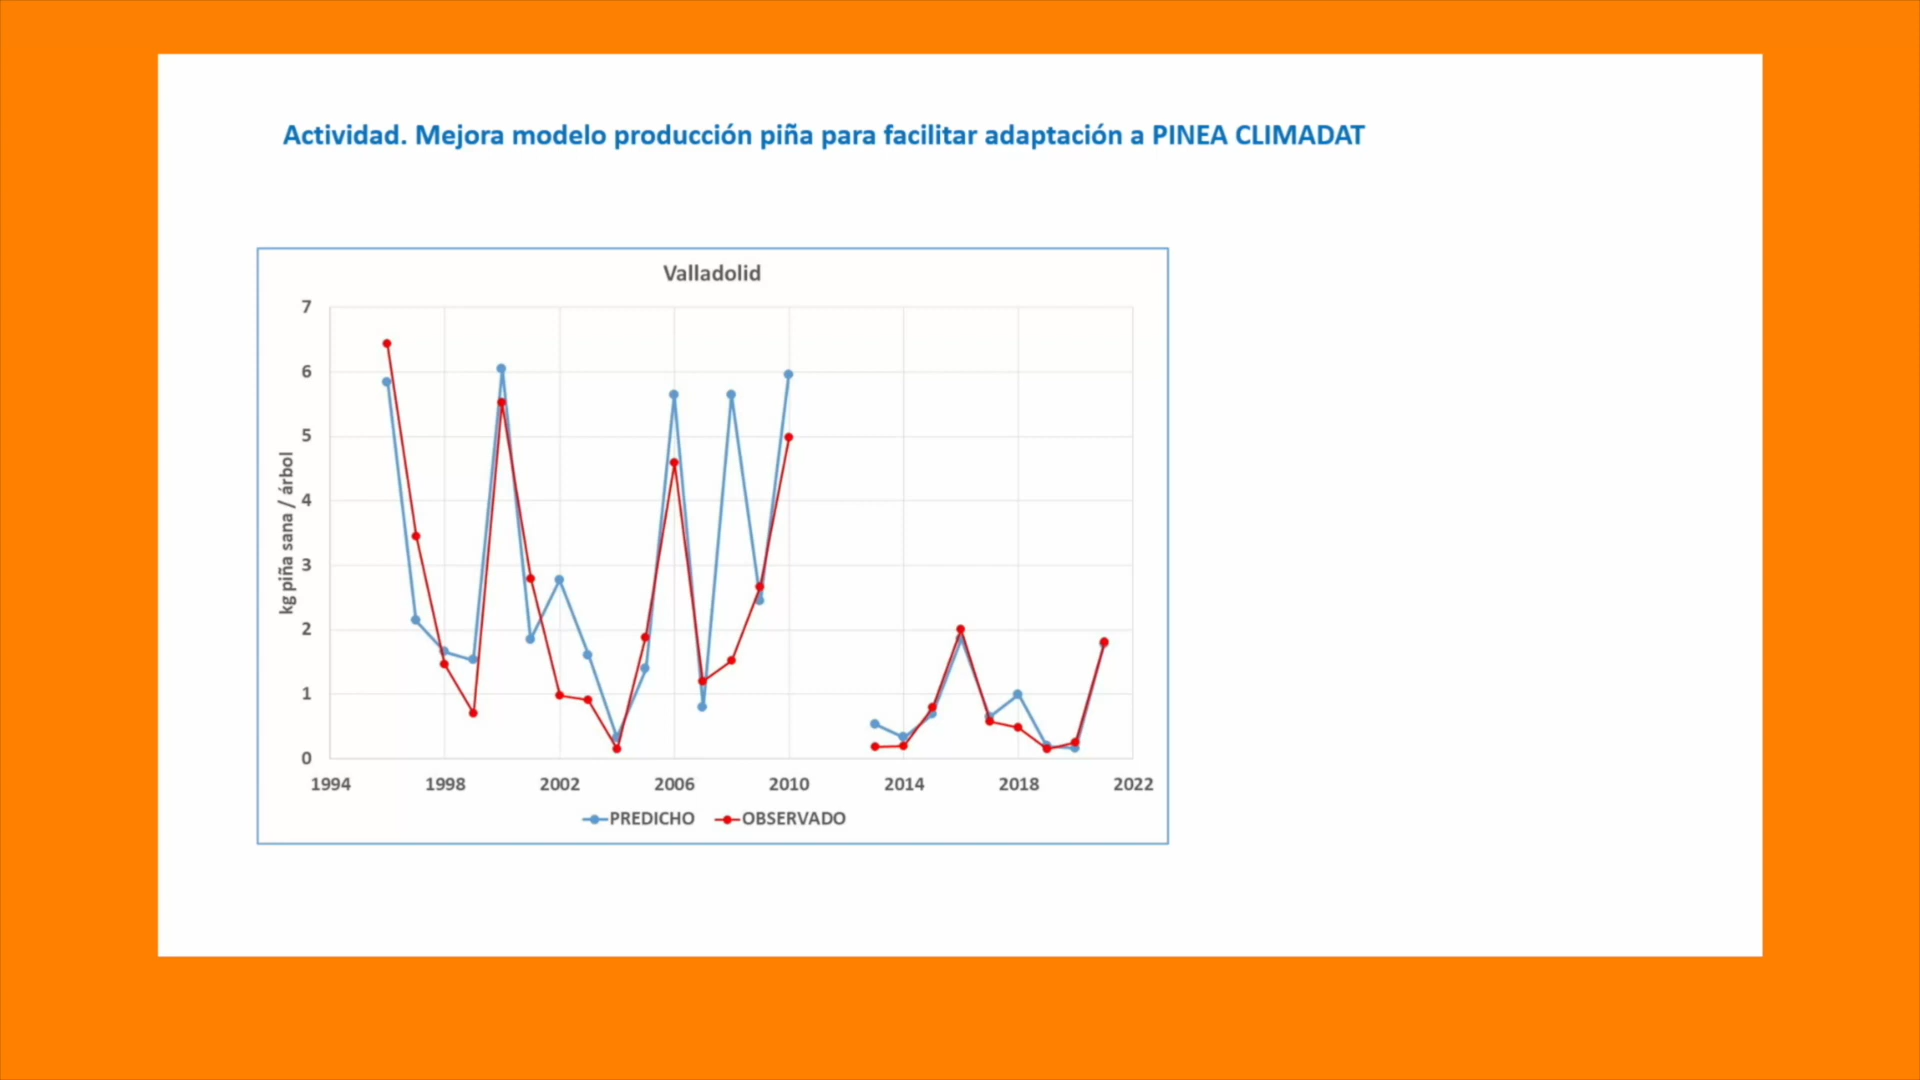 Actividad. Mejora modelo producción piña para facilitar adaptación a PINEA CLIMADAT
Valladolid
kg piña sana / árbol
7
6
5
4
3
2
1
0
1994 1998 2002 2006 2010 2014 2018 2022
PREDICHO OBSERVADO